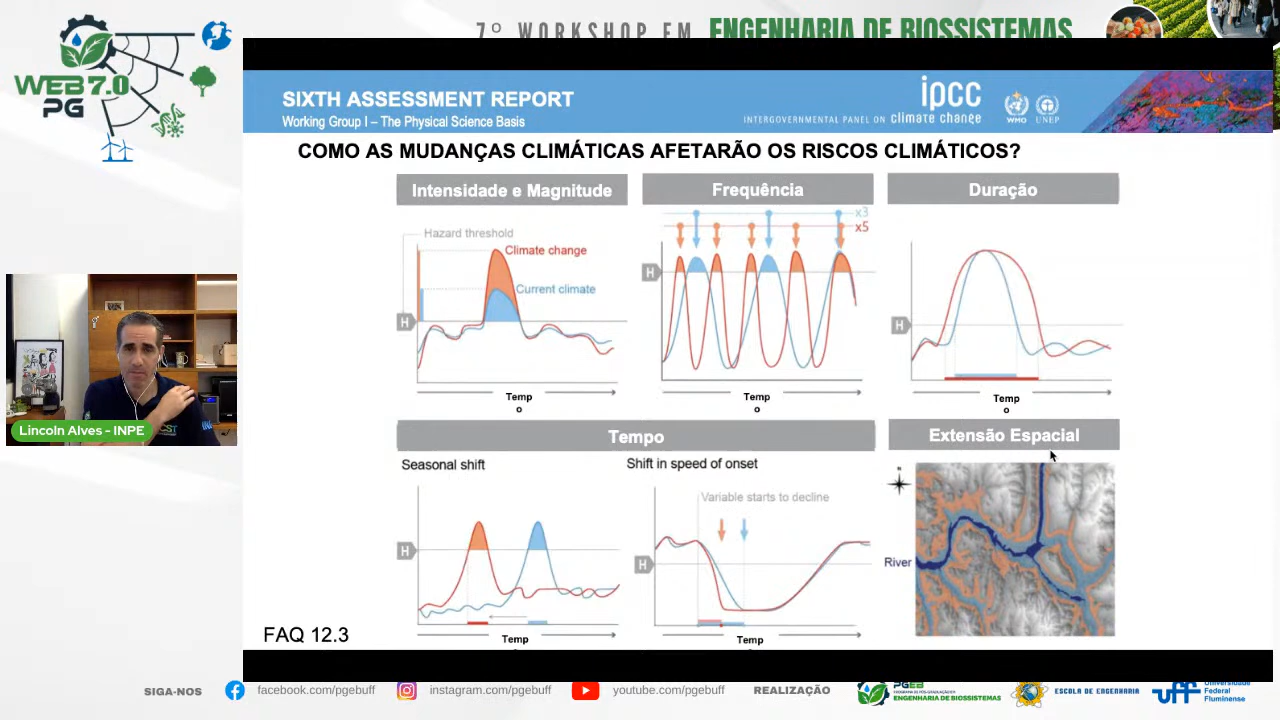 7º WORKSHOP EM ENGENHARIA DE BIOSSISTEMAS
WEB 7.0
PG
SIXTH ASSESSMENT REPORT
Working Group I – The Physical Science Basis
ipcc
INTERGOVERNMENTAL PANEL ON climate change
WMO
UNEP
COMO AS MUDANÇAS CLIMÁTICAS AFETARÃO OS RISCOS CLIMÁTICOS?
Intensidade e Magnitude
Frequência
Duração
Hazard threshold
Climate change
Current climate
H
Temp
o
x3
x5
H
Temp
o
H
Temp
o
Lincoln Alves - INPE
Tempo
Extensão Espacial
Seasonal shift
Shift in speed of onset
Variable starts to decline
H
Temp
H
Temp
N
River
FAQ 12.3
SIGA-NOS
facebook.com/pgebuff
instagram.com/pgebuff
youtube.com/pgebuff
REALIZAÇÃO
PGEB
ENGENHARIA DE BIOSSISTEMAS
ESCOLA DE ENGENHARIA
uff
Universidade
Federal
Fluminense